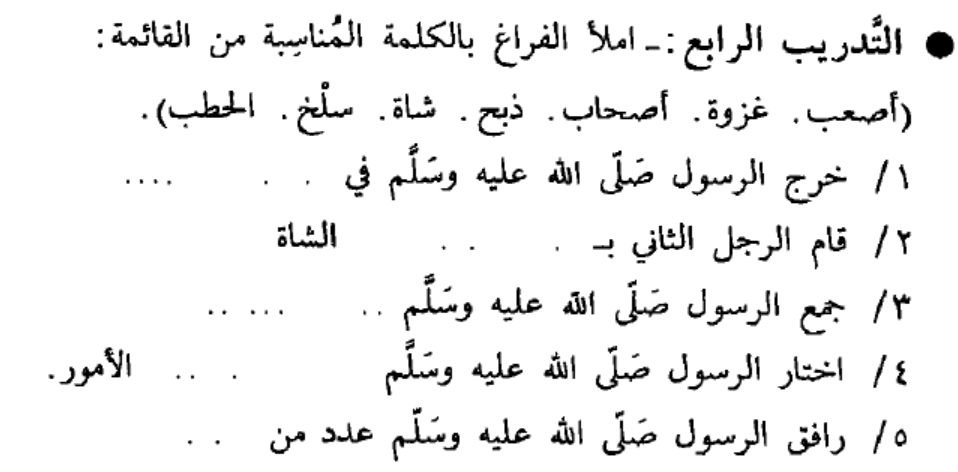 ● التَّدريب الرابع :ـ املأ الفراغ بالكلمة المُناسِبة من القائمة:
(أصعب. غزوة. أصحاب. ذبح. شاة. سلْخ. الحطب).
١/ خرج الرسول صَلّى الله عليه وسَلَّم في . . . ....
٢/ قام الرجل الثاني بـ . . . . الشاة
٣/ جمع الرسول صَلّى الله عليه وسَلَّم .. .. ... ..
٤/ اختار الرسول صَلّى الله عليه وسَلَّم . .. الأمور.
٥/ رافق الرسول صَلّى الله عليه وسَلَّم عدد من . .